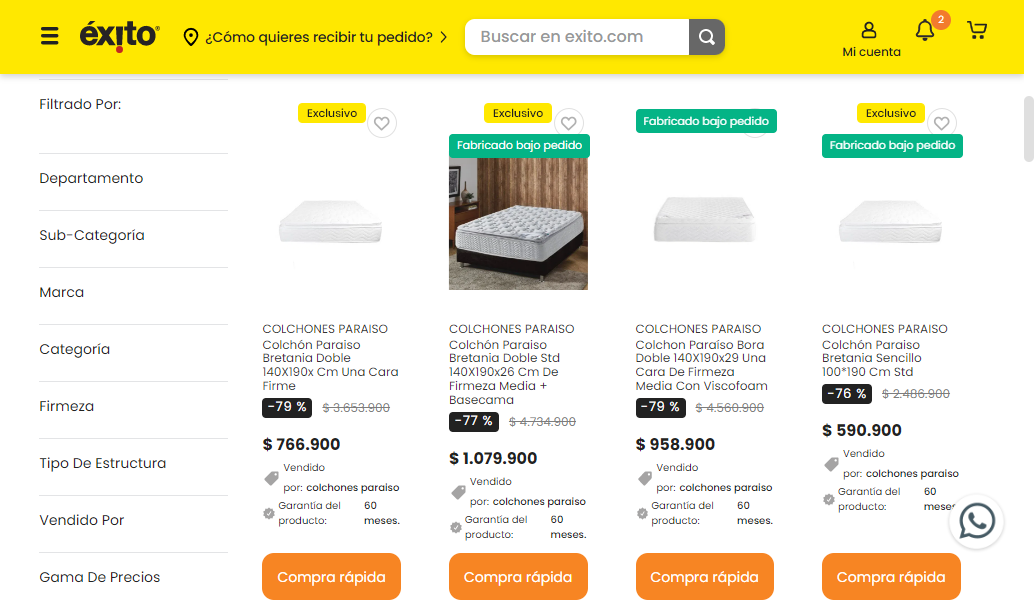 éxito
¿Cómo quieres recibir tu pedido?
Buscar en exito.com
Mi cuenta
2
Filtrado Por:
Departamento
Sub-Categoría
Marca
Categoría
Firmeza
Tipo De Estructura
Vendido Por
Gama De Precios
Exclusivo
COLCHONES PARAISO
Colchón Paraiso
Bretania Doble
140X190x Cm Una Cara
Firme
-79 %
$ 3.653.900
$ 766.900
Vendido
por: colchones paraiso
Garantía del
producto:
60
meses.
Compra rápida
Exclusivo
Fabricado bajo pedido
COLCHONES PARAISO
Colchón Paraiso
Bretania Doble Std
140X190x26 Cm De
Firmeza Media +
Basecama
-77 %
$ 4.734.900
$ 1.079.900
Vendido
por: colchones paraiso
Garantía del
producto:
60
meses.
Compra rápida
Fabricado bajo pedido
COLCHONES PARAISO
Colchon Paraíso Bora
Doble 140X190x29 Una
Cara De Firmeza
Media Con Viscofoam
-79 %
$ 4.560.900
$ 958.900
Vendido
por: colchones paraiso
Garantía del
producto:
60
meses.
Compra rápida
Exclusivo
Fabricado bajo pedido
COLCHONES PARAISO
Colchón Paraiso
Bretania Sencillo
100*190 Cm Std
-76 %
$ 2.486.900
$ 590.900
Vendido
por: colchones paraiso
Garantía del
producto:
60
meses.
Compra rápida